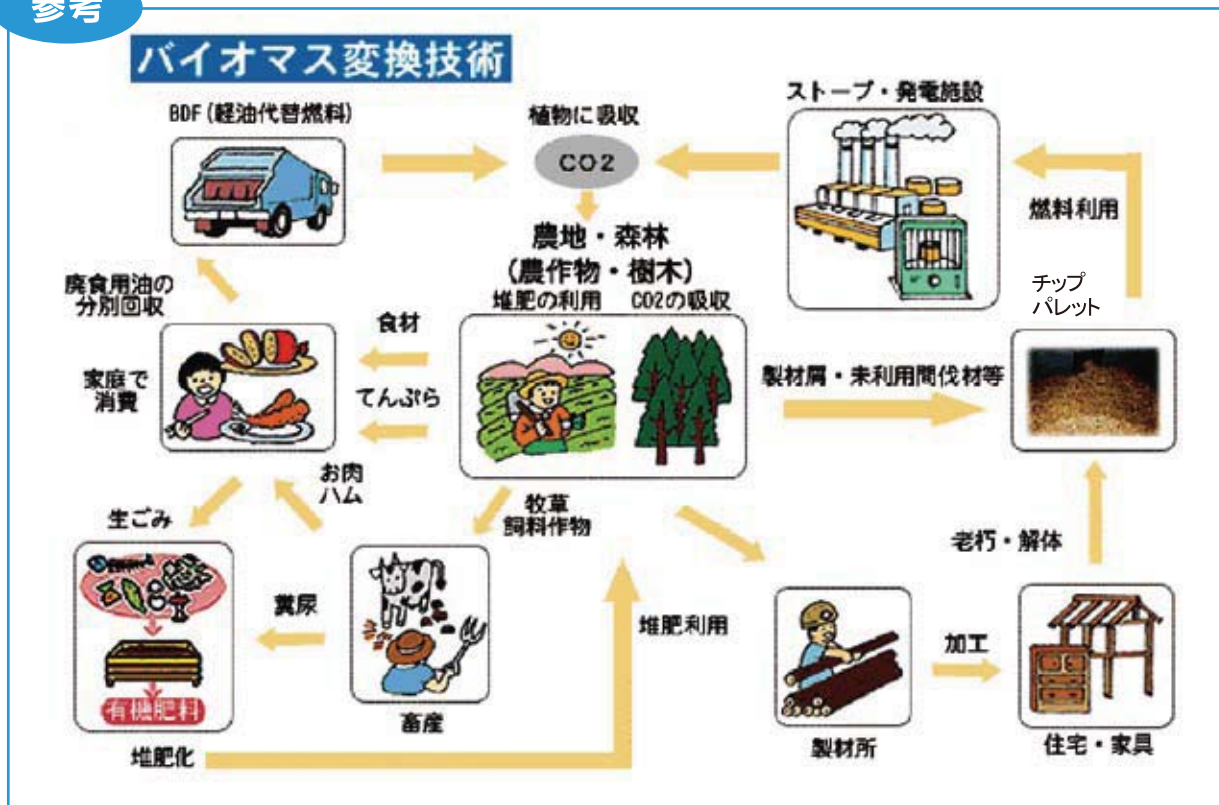 参考
バイオマス変換技術
BDF(軽油代替燃料)
植物に吸収
CO2
ストーブ・発電施設
燃料利用
農地・森林
(農作物・樹木)
堆肥の利用 CO2の吸収
廃食用油の
分別回収
食材
てんぷら
家庭で
消費
製材屑・未利用間伐材等
チップ
パレット
お肉
ハム
牧草
飼料作物
生ごみ
糞尿
有機肥料
堆肥化
畜産
堆肥利用
老朽・解体
加工
製材所
住宅・家具